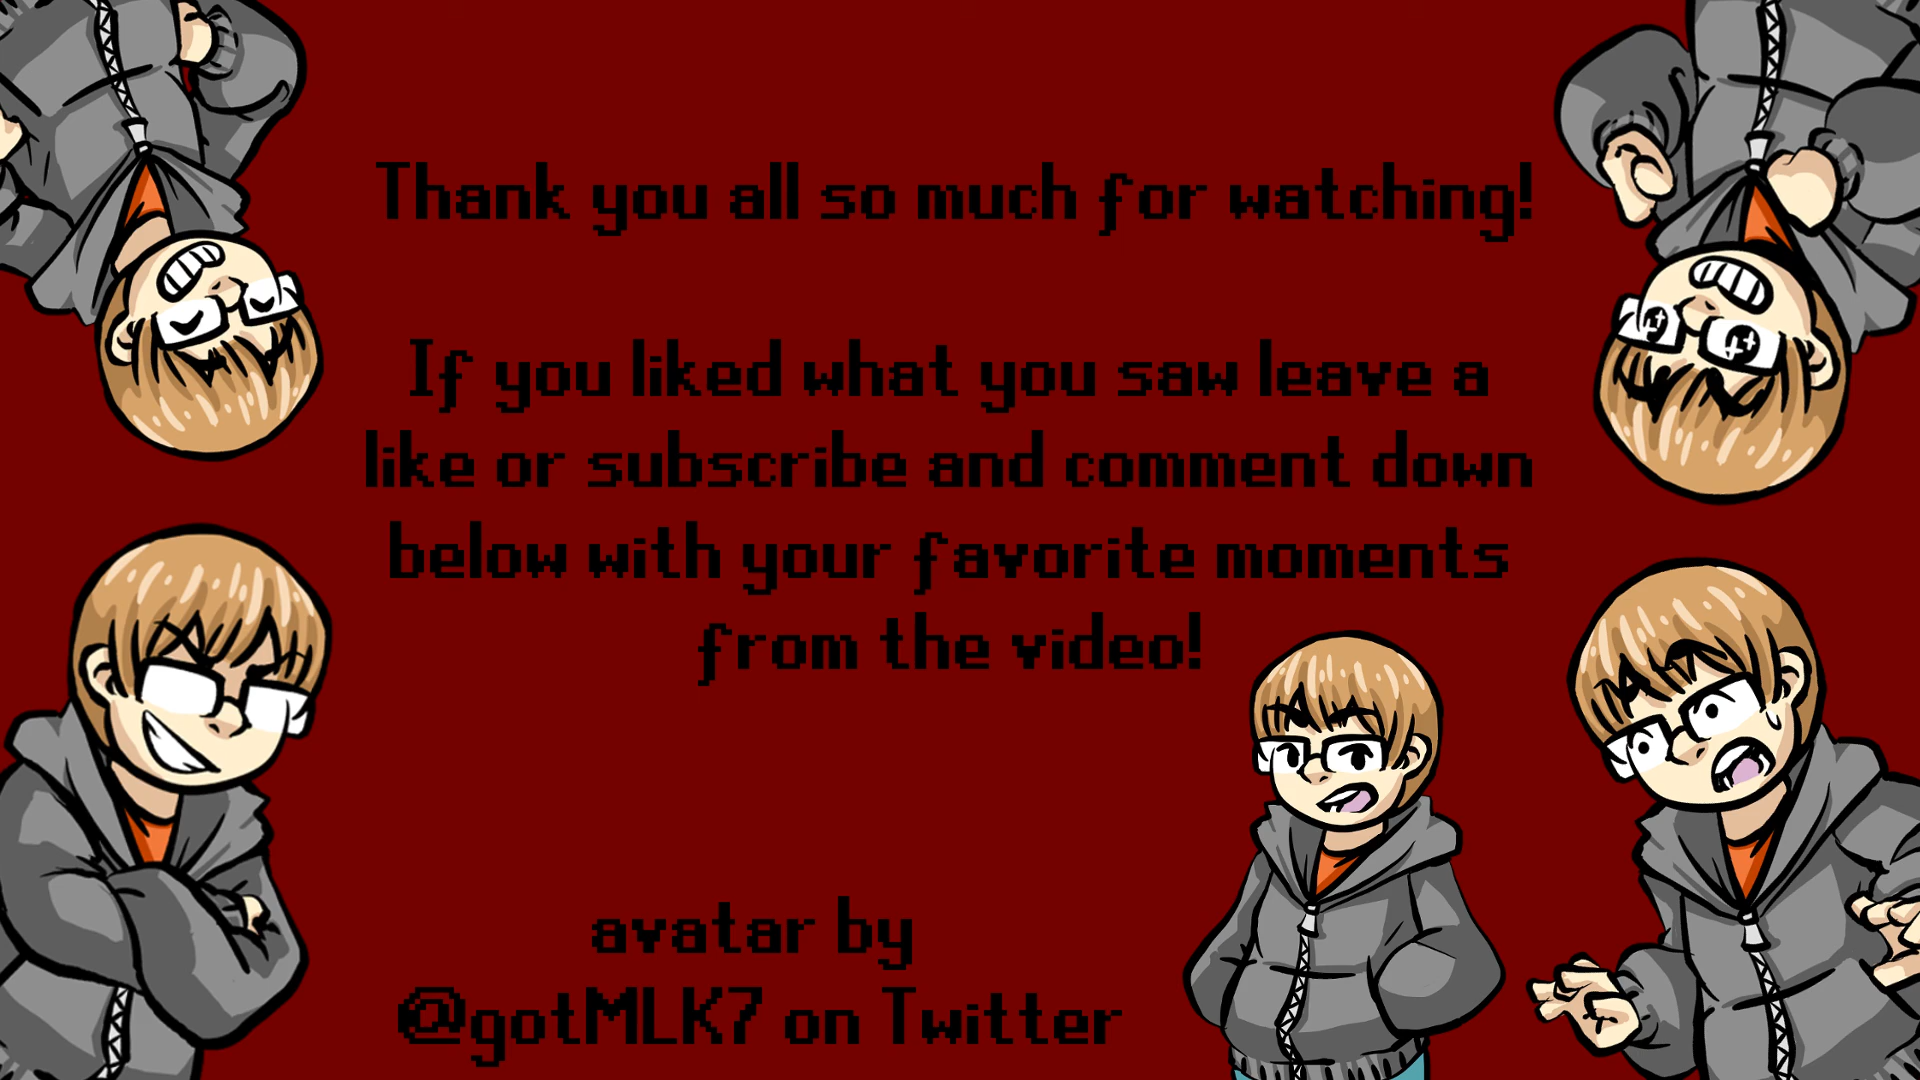 Thank you all so much for watching!
If you liked what you saw leave a
like or subscribe and comment down
below with your favorite moments
from the video!
avatar by
@gotMLK7 on Twitter